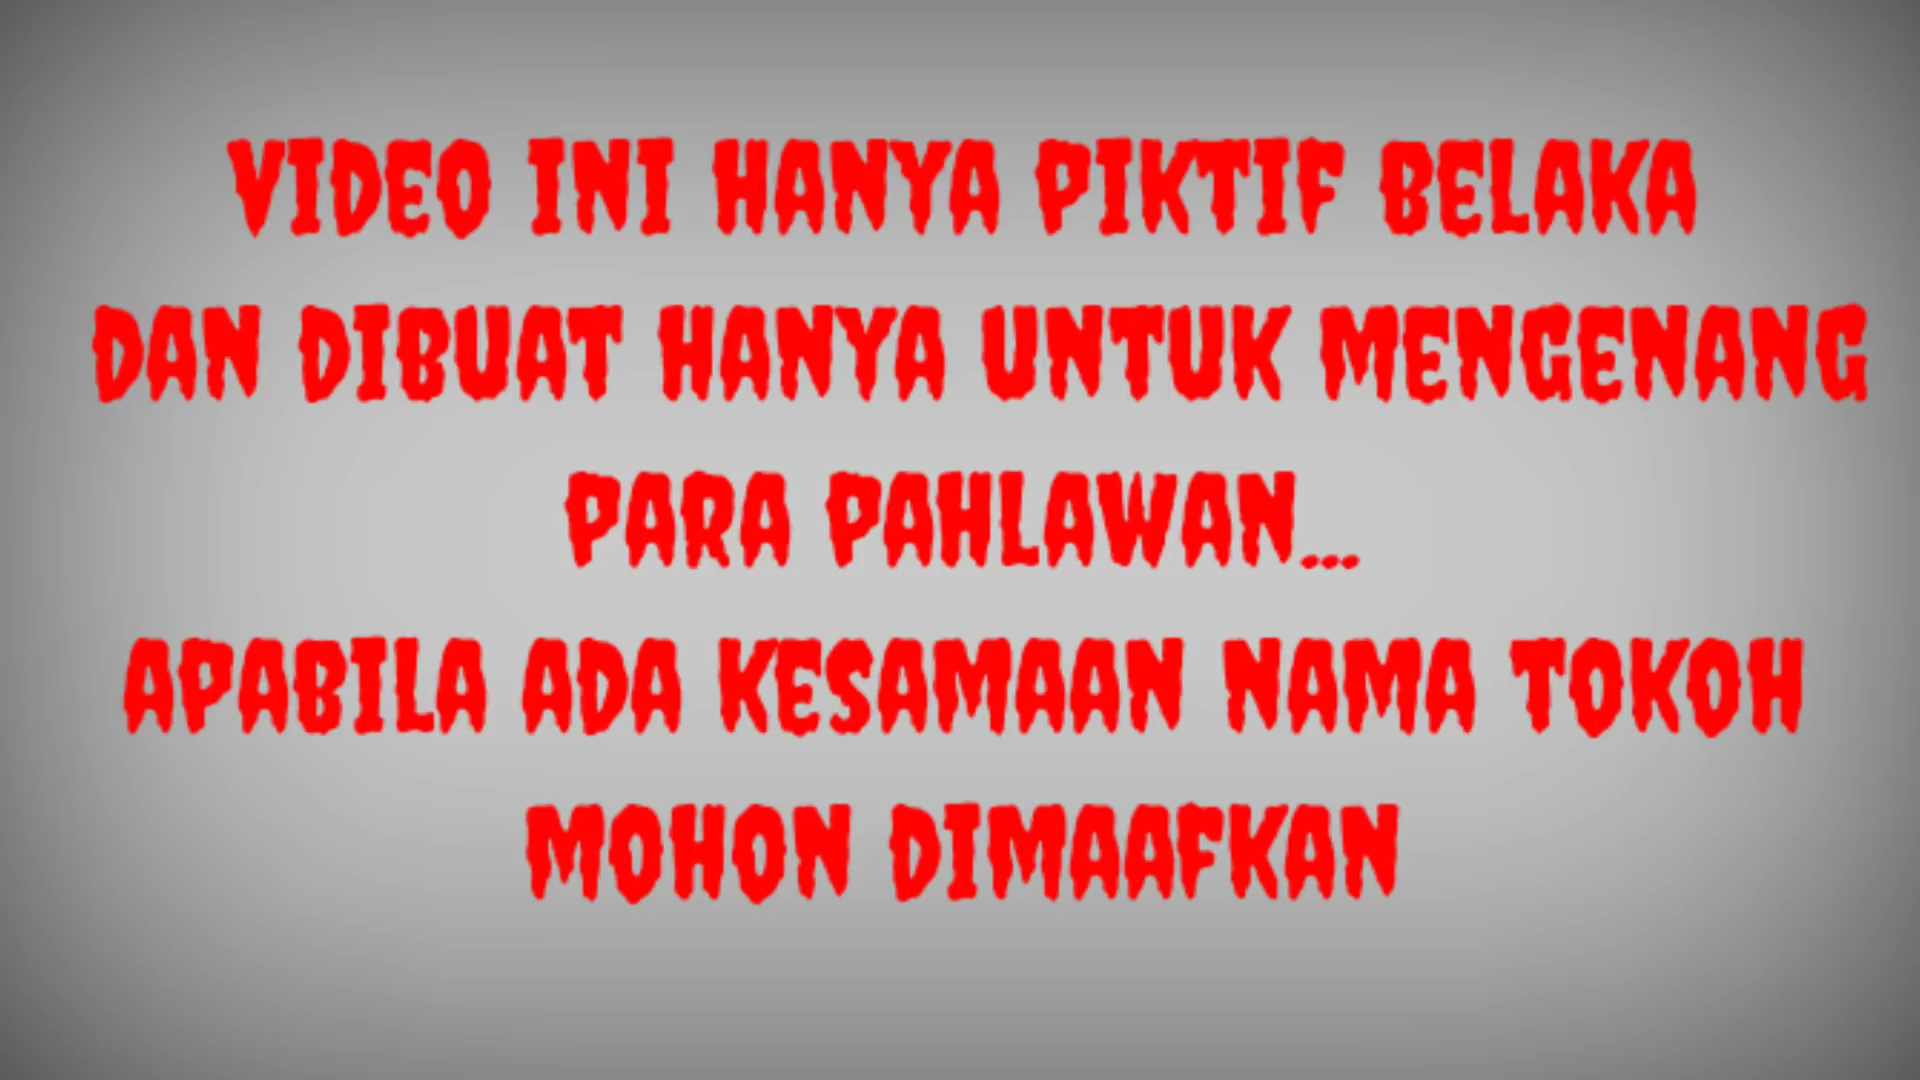 VIDEO INI HANYA PIKTIF BELAKA
DAN DIBUAT HANYA UNTUK MENGENANG
PARA PAHLAWAN...
APABILA ADA KESAMAAN NAMA TOKOH
MOHON DIMAAFKAN